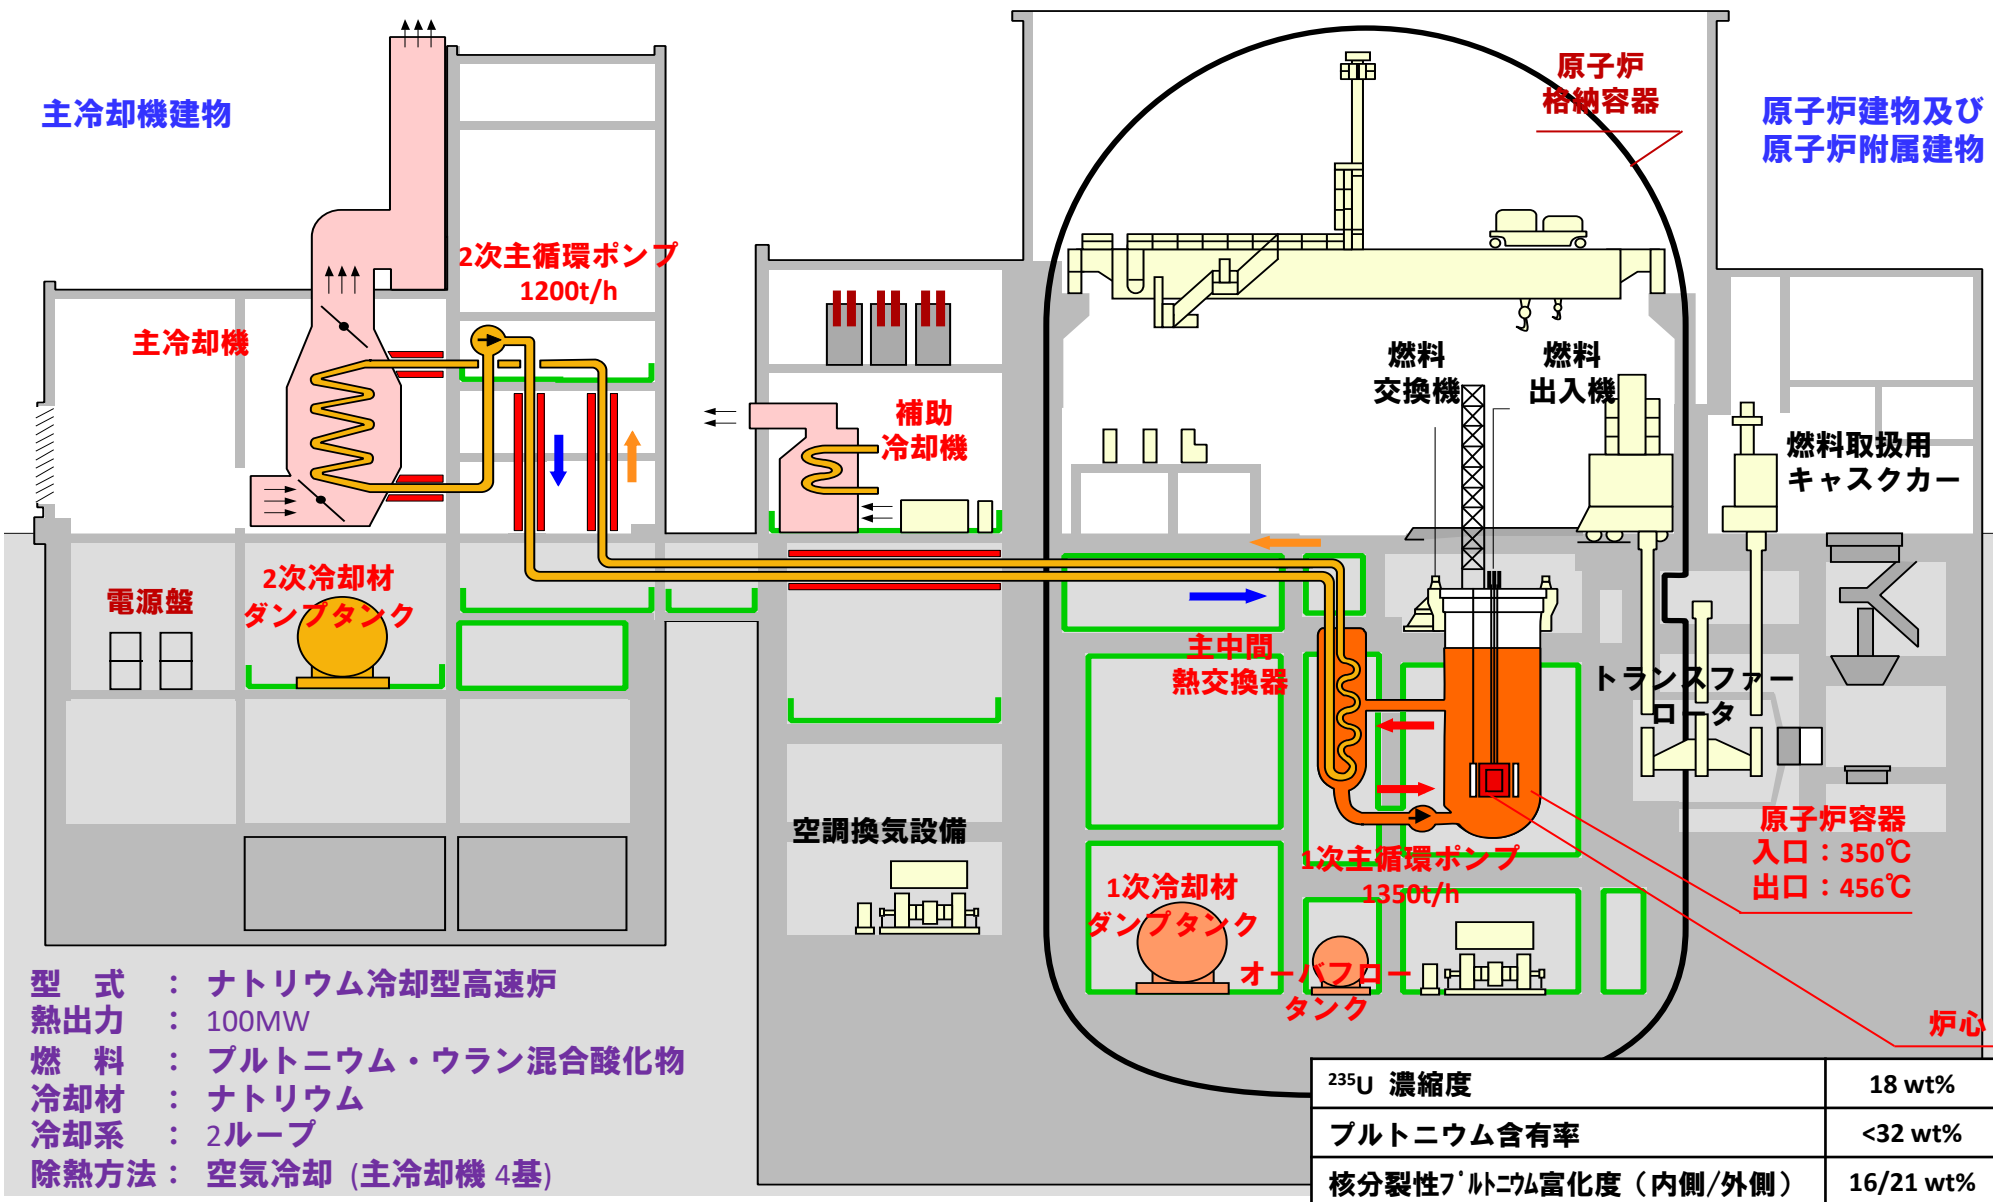 主冷却機建物
原子炉
格納容器
原子炉建物及び
原子炉附属建物
2次主循環ポンプ
1200t/h
主冷却機
補助
冷却機
燃料
交換機
燃料
出入機
燃料取扱用
キャスクカー
電源盤
2次冷却材
ダンプタンク
主中間
熱交換器
トランスファー
ロータ
空調換気設備
1次主循環ポンプ
1350t/h
原子炉容器
入口：350℃
出口：456℃
1次冷却材
ダンプタンク
オーバフロー
タンク
炉心
型　式　：　ナトリウム冷却型高速炉
熱出力　：　100MW
燃　料　：　プルトニウム・ウラン混合酸化物
冷却材　：　ナトリウム
冷却系　：　2ループ
除熱方法：　空気冷却 (主冷却機 4基)
²³⁵U 濃縮度　18 wt%
プルトニウム含有率　<32 wt%
核分裂性ﾌﾟﾙﾄﾆｳﾑ富化度（内側/外側）　16/21 wt%